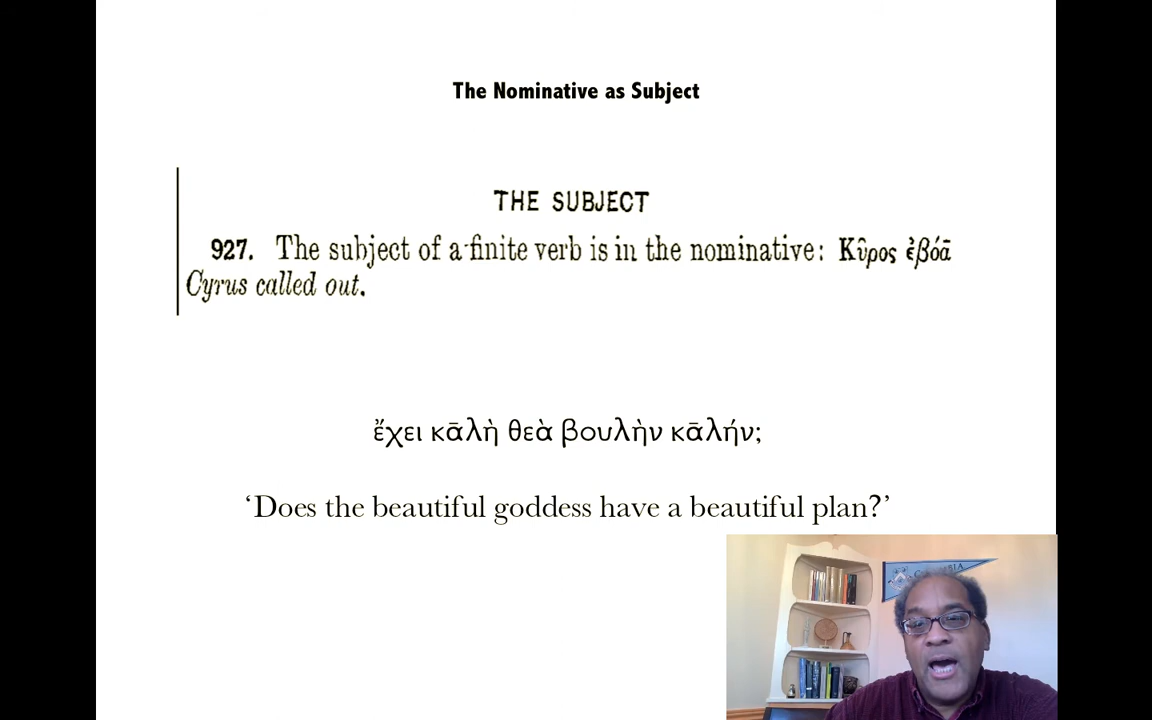 The Nominative as Subject
THE SUBJECT
927. The subject of a finite verb is in the nominative: Κῦρος ἐβόᾱ
Cyrus called out.
ἔχει κᾱλὴ θεὰ βουλὴν κᾱλήν;
‘Does the beautiful goddess have a beautiful plan?’